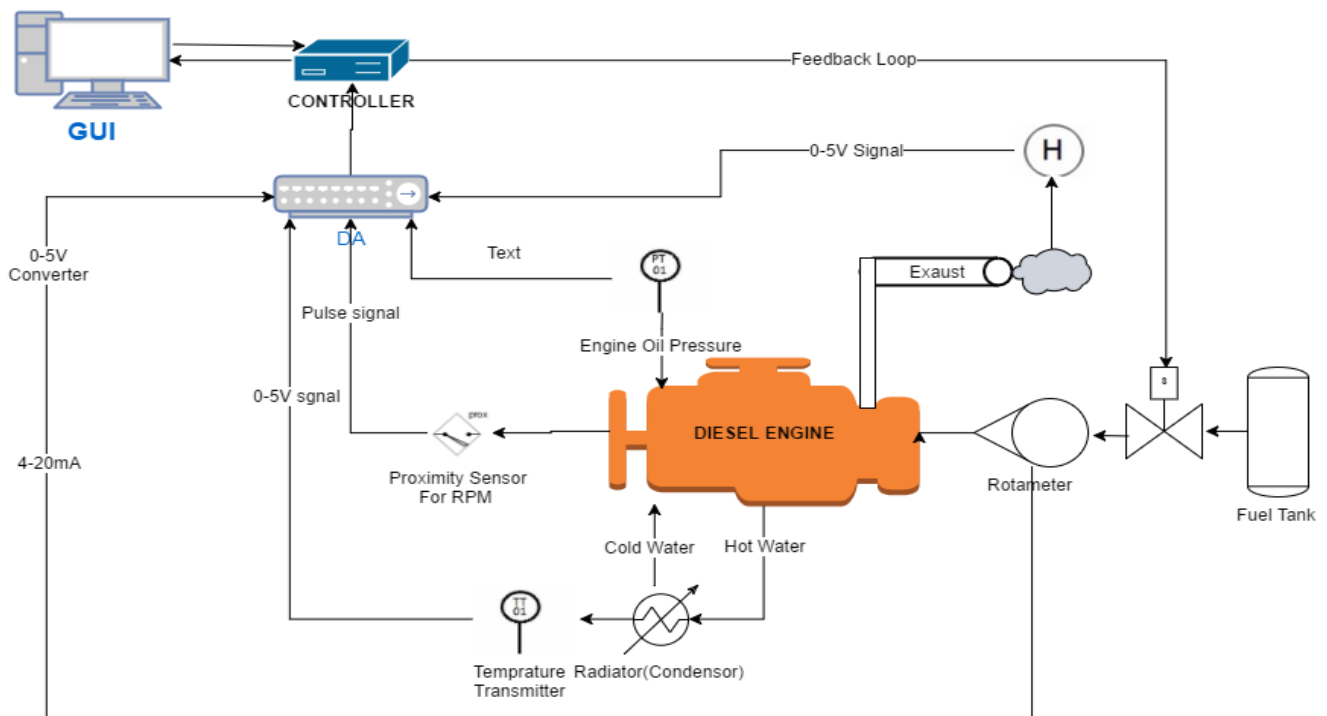 Feedback Loop
CONTROLLER
GUI
H
0-5V Signal
DA
0-5V
Converter
Text
PT
01
Exaust
Pulse signal
Engine Oil Pressure
0-5V sgnal
prox
DIESEL ENGINE
4-20mA
Proximity Sensor
For RPM
Rotameter
Fuel Tank
Cold Water
Hot Water
TT
01
Temprature
Transmitter
Radiator(Condensor)